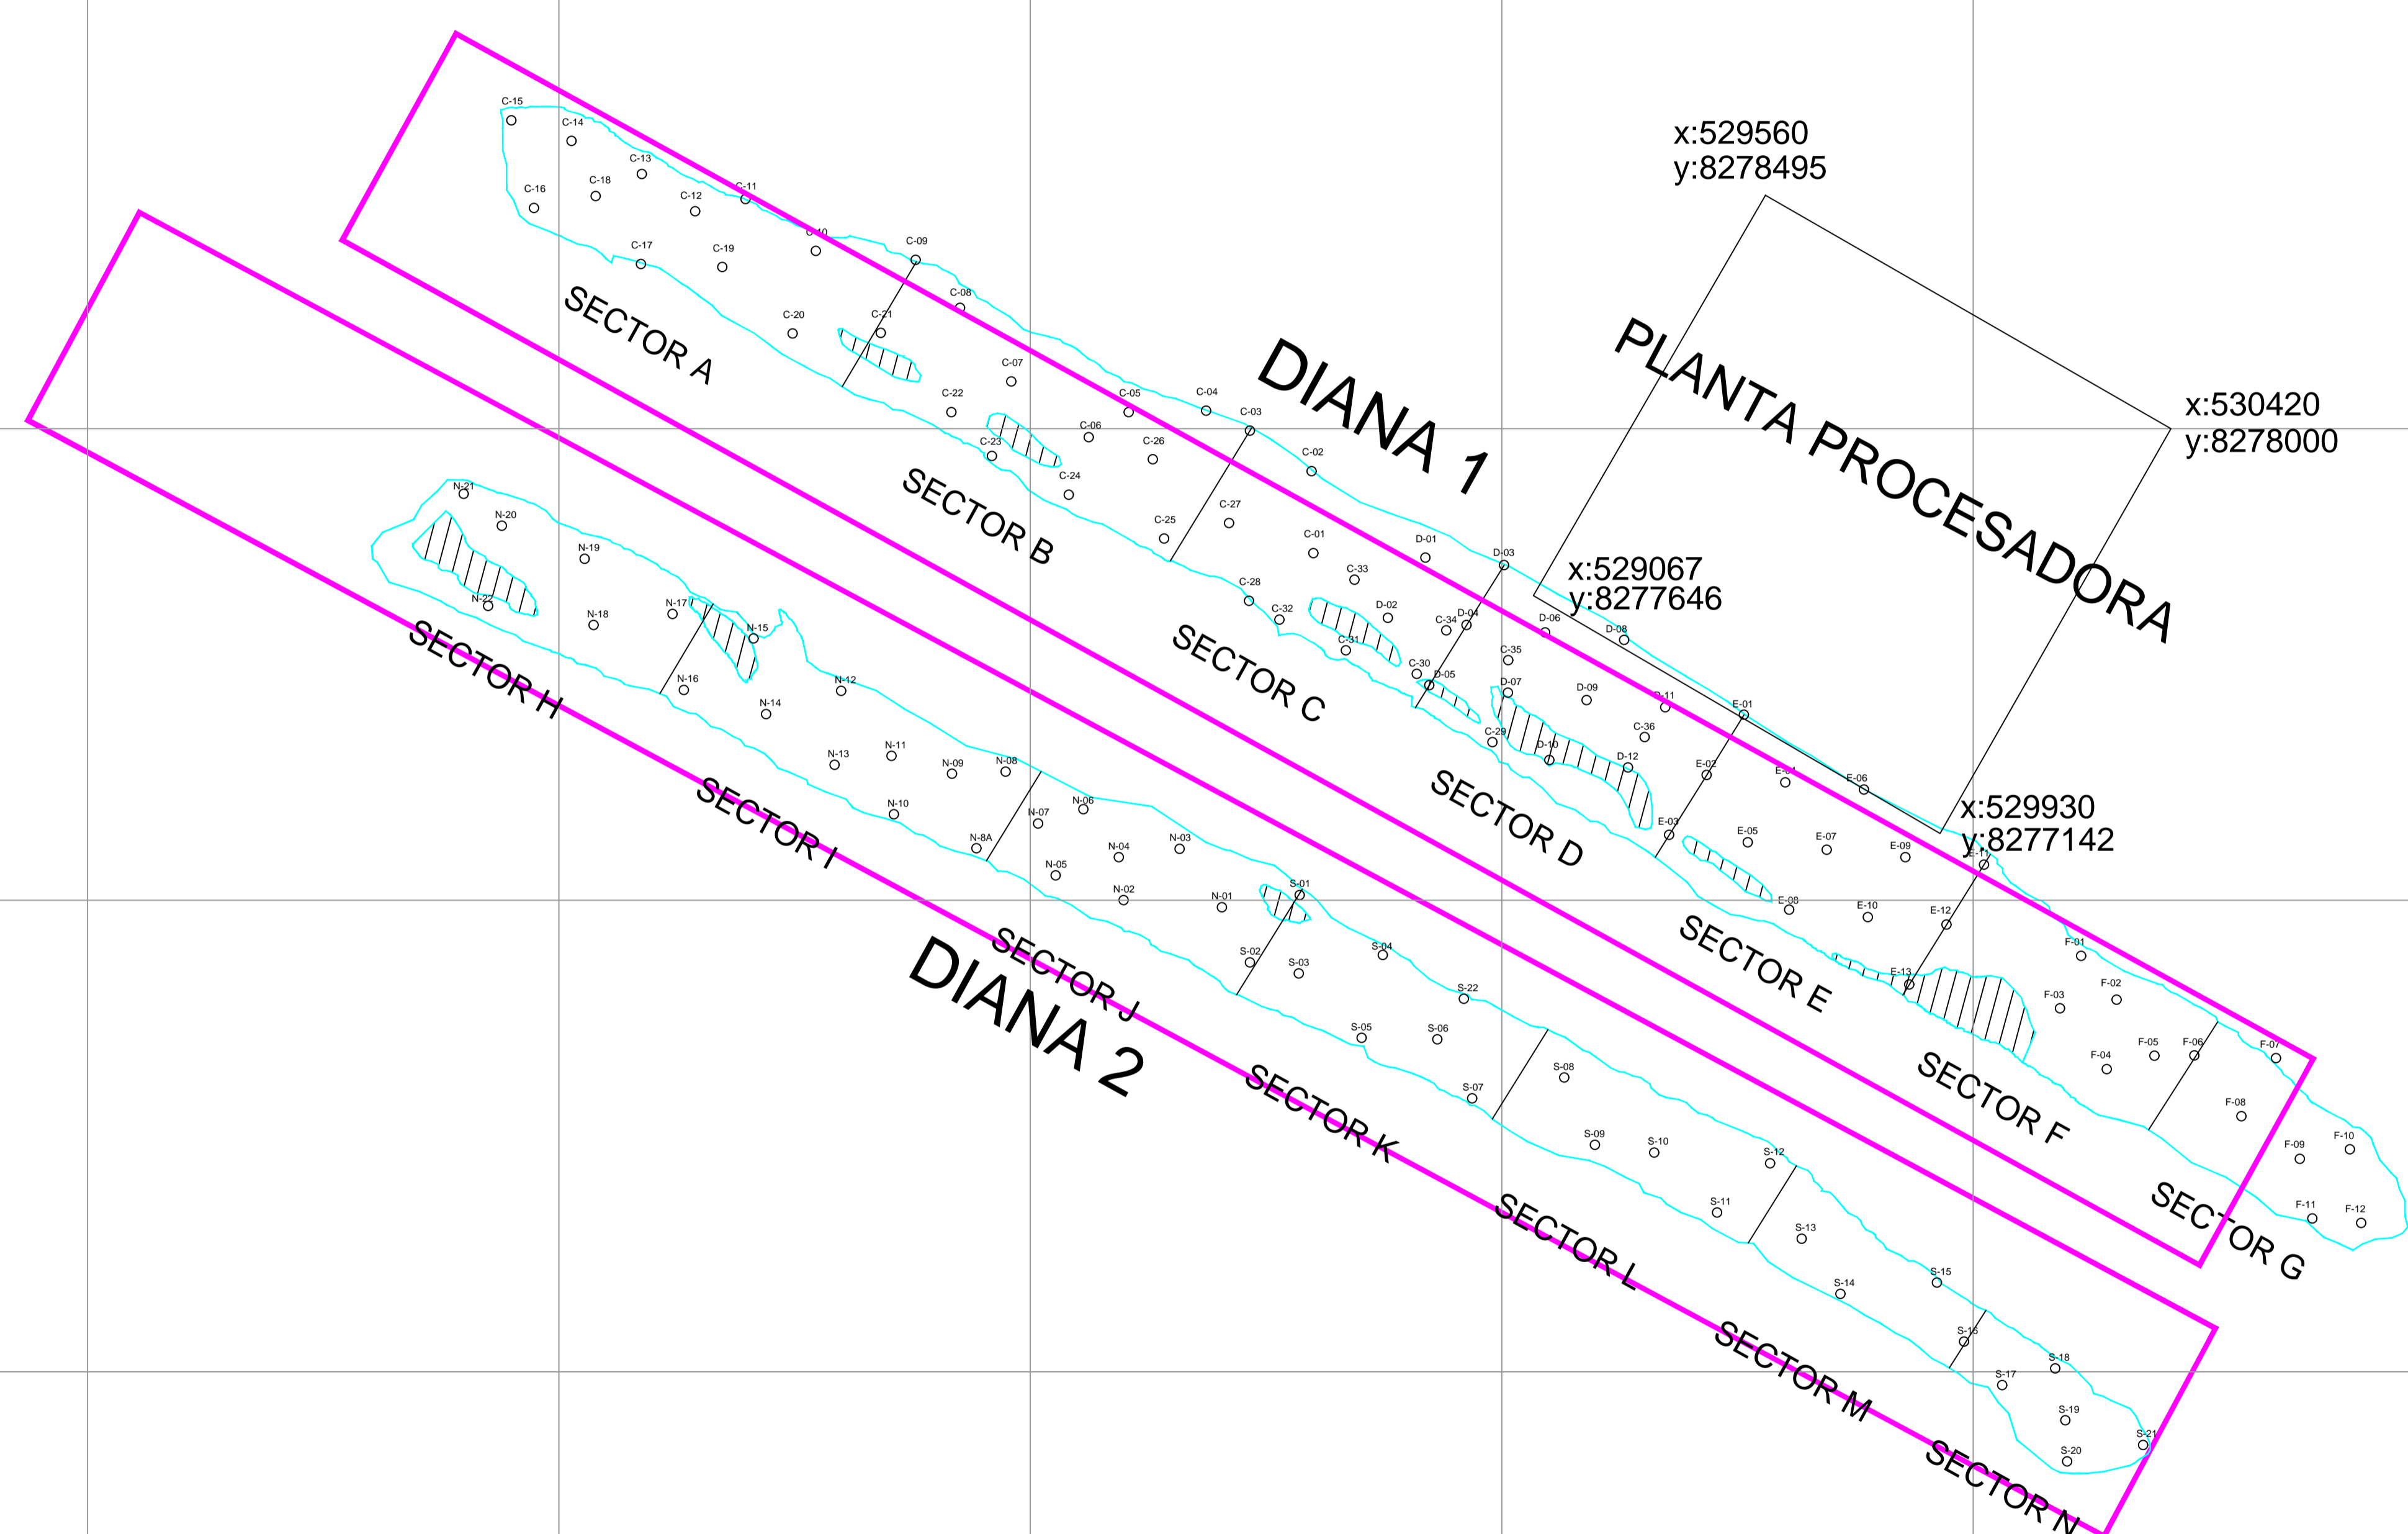 x:529560
y:8278495
C-15
C-14
C-13
C-18
C-16
C-12
C-11
C-10
C-09
C-17
C-19
C-08
SECTOR A
C-20
C-21
DIANA 1
PLANTA PROCESADORA
C-07
C-22
C-05
C-04
C-03
x:530420
y:8278000
C-06
C-23
C-26
C-02
C-24
SECTOR B
C-25
C-27
C-01
D-01
D-03
C-33
x:529067
y:8277646
N-21
N-20
N-19
N-22
N-18
N-17
N-15
C-28
C-32
D-02
C-34
D-04
D-06
D-08
C-31
C-35
C-30
D-05
D-07
D-09
D-11
E-01
SECTOR H
SECTOR C
N-16
N-14
N-12
C-29
D-10
C-36
D-12
E-02
E-04
E-06
N-13
N-11
N-09
N-08
SECTOR I
N-10
N-8A
N-07
N-06
SECTOR D
E-03
E-05
E-07
E-09
x:529930
y:8277142
E-11
N-05
N-04
N-03
N-02
N-01
S-01
E-08
E-10
E-12
SECTOR J
DIANA 2
S-02
S-03
S-04
S-22
SECTOR E
E-13
F-01
F-02
F-03
S-05
S-06
F-04
F-05
F-06
F-07
SECTOR K
S-07
S-08
SECTOR F
F-08
S-09
S-10
S-12
F-09
F-10
S-11
F-11
F-12
SECTOR L
S-13
SECTOR G
S-14
S-15
SECTOR M
S-16
S-17
S-18
S-19
S-20
S-21
SECTOR N